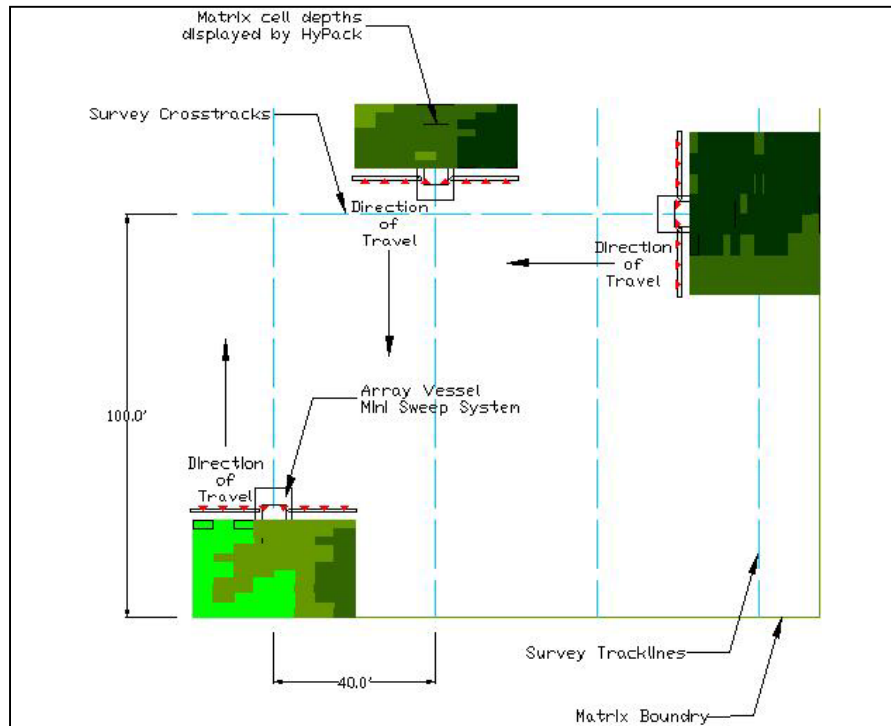 Matrix cell depths
displayed by HyPack
Survey Crosstracks
Direction
of
Travel
Direction
of
Travel
Array Vessel
Mini Sweep System
100.0'
Direction
of
Travel
Survey Tracklines
40.0'
Matrix Boundry